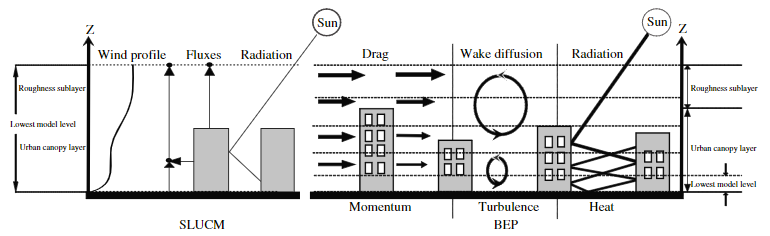 Sun
Sun
Z
Z
Wind profile
Fluxes
Radiation
Drag
Wake diffusion
Radiation
Roughness sublayer
Lowest model level
Urban canopy layer
Roughness sublayer
Urban canopy layer
Lowest model level
Momentum
Turbulence
Heat
SLUCM
BEP